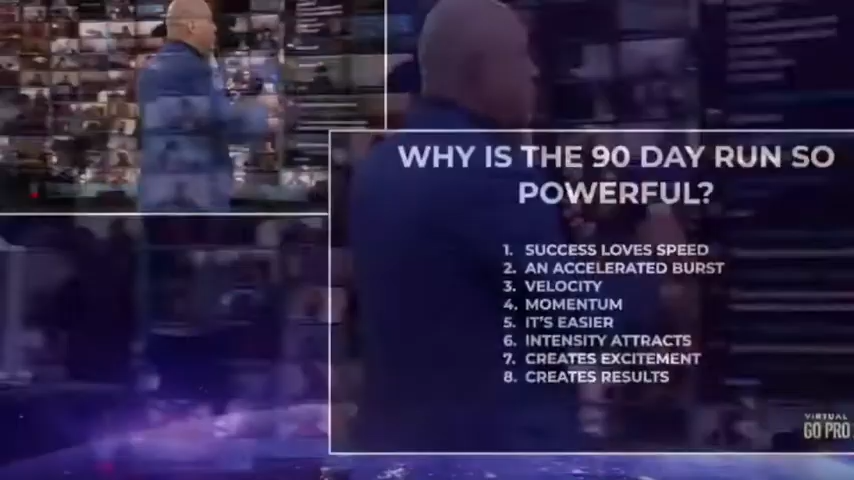 WHY IS THE 90 DAY RUN SO
POWERFUL?
1. SUCCESS LOVES SPEED
2. AN ACCELERATED BURST
3. VELOCITY
4. MOMENTUM
5. IT'S EASIER
6. INTENSITY ATTRACTS
7. CREATES EXCITEMENT
8. CREATES RESULTS
VIRTUAL
GO PRO